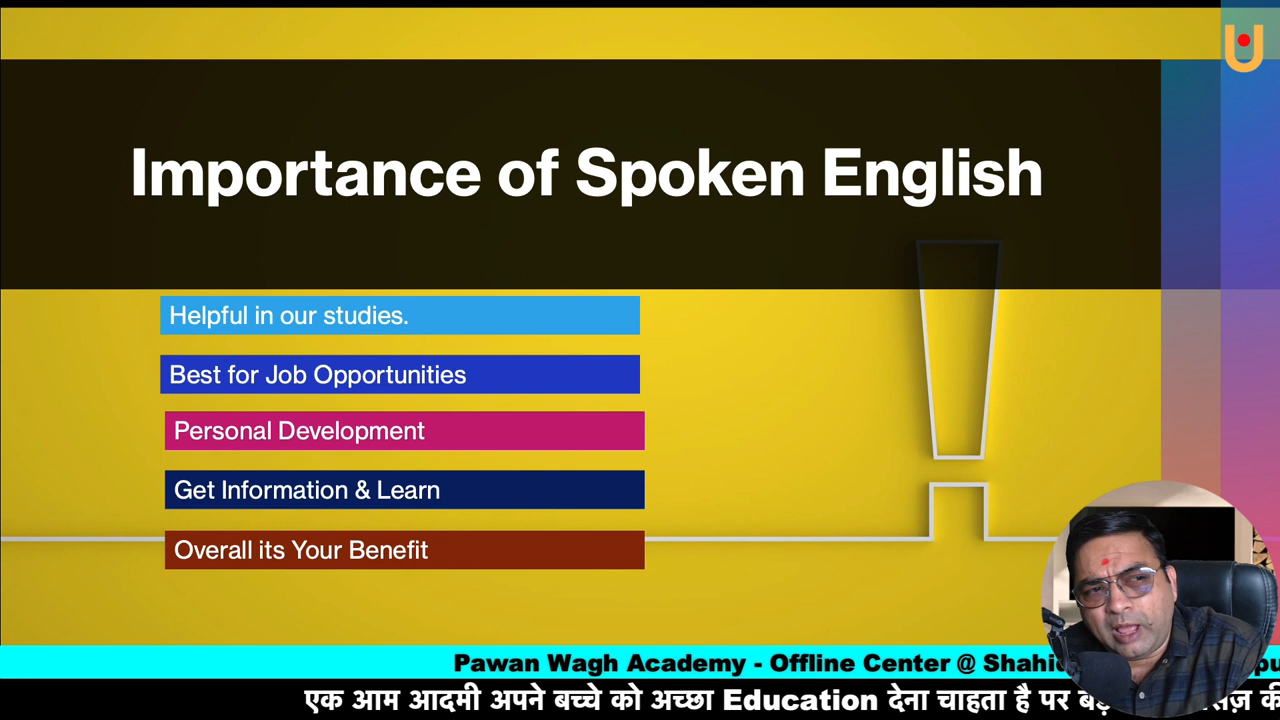 Importance of Spoken English
Helpful in our studies.
Best for Job Opportunities
Personal Development
Get Information & Learn
Overall its Your Benefit
Pawan Wagh Academy - Offline Center @
एक आम आदमी अपने बच्चे को अच्छा Education देना चाहता है पर